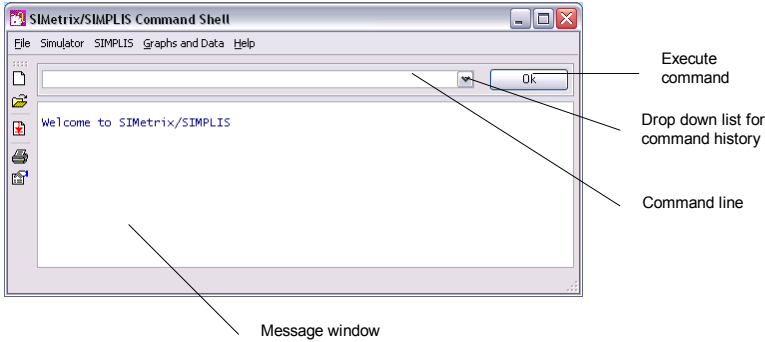 SIMetrix/SIMPLIS Command Shell
File Simulator SIMPLIS Graphs and Data Help
Ok
Welcome to SIMetrix/SIMPLIS
Execute
command
Drop down list for
command history
Command line
Message window